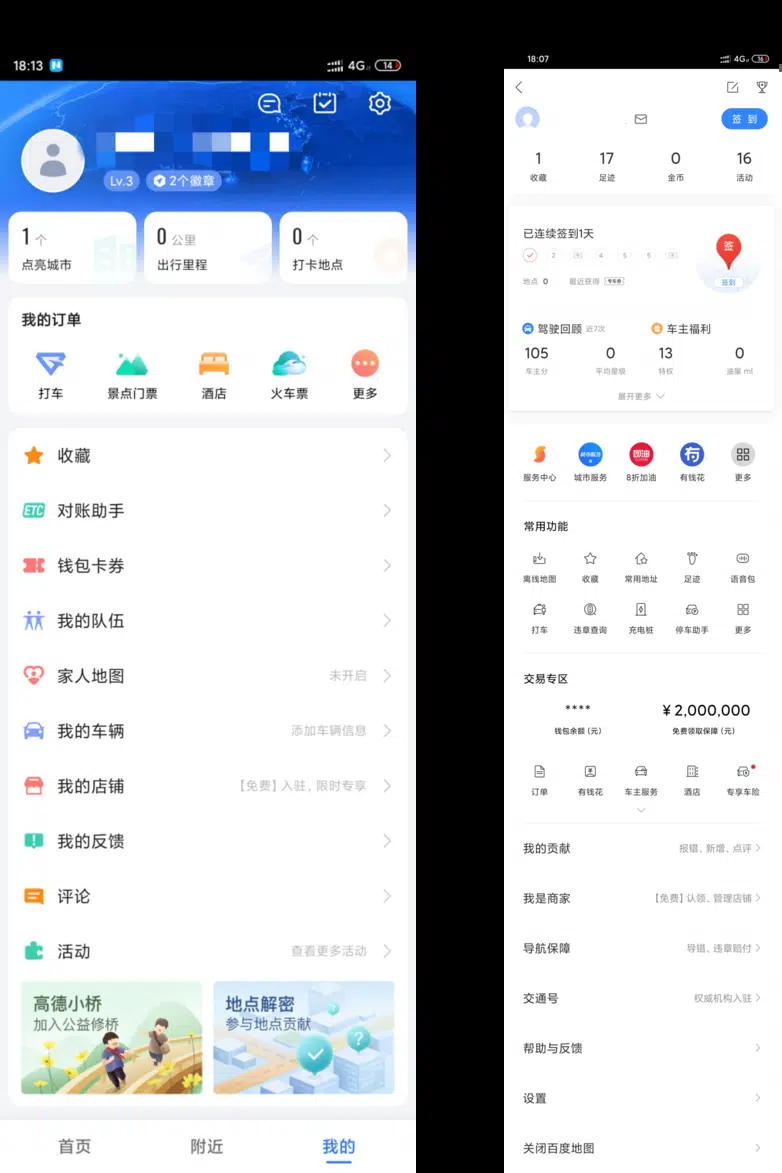 18:13
4G
14
Lv.3
2个徽章
1个
0公里
0个
点亮城市
出行里程
打卡地点
我的订单
打车
景点门票
酒店
火车票
更多
收藏
ETC
对账助手
钱包卡券
我的队伍
家人地图
未开启
我的车辆
添加车辆信息
我的店铺
【免费】入驻，限时专享
我的反馈
评论
活动
查看更多活动
高德小桥
加入公益修桥
地点解密
参与地点贡献
首页
附近
我的
18:07
4G
16
签到
1
17
0
16
收藏
足迹
金币
活动
已连续签到1天
签
2
4
5
5
地点 0
最近获得
签到
驾驶回顾 近7次
车主福利
105
0
13
0
车主分
平均星级
特权
油量 ml
展开更多
服务中心
城市服务
8折加油
有钱花
更多
常用功能
离线地图
收藏
常用地址
足迹
语音包
打车
违章查询
充电桩
停车助手
更多
交易专区
****
¥2,000,000
钱包余额 (元)
免费领取保障 (元)
订单
有钱花
车主服务
酒店
专享车险
我的贡献
报错、新增、点评
我是商家
【免费】认领、管理店铺
导航保障
导错、违章赔付
交通号
权威机构入驻
帮助与反馈
设置
关闭百度地图